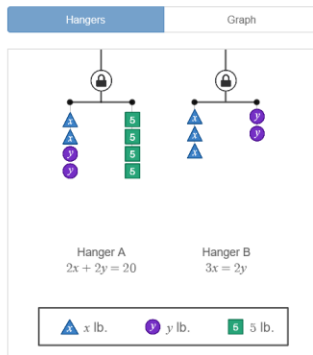 Hangers Graph
x 5 x y
x 5 x y
y 5 x
y 5
Hanger A Hanger B
2x + 2y = 20 3x = 2y
x x lb. y y lb. 5 5 lb.